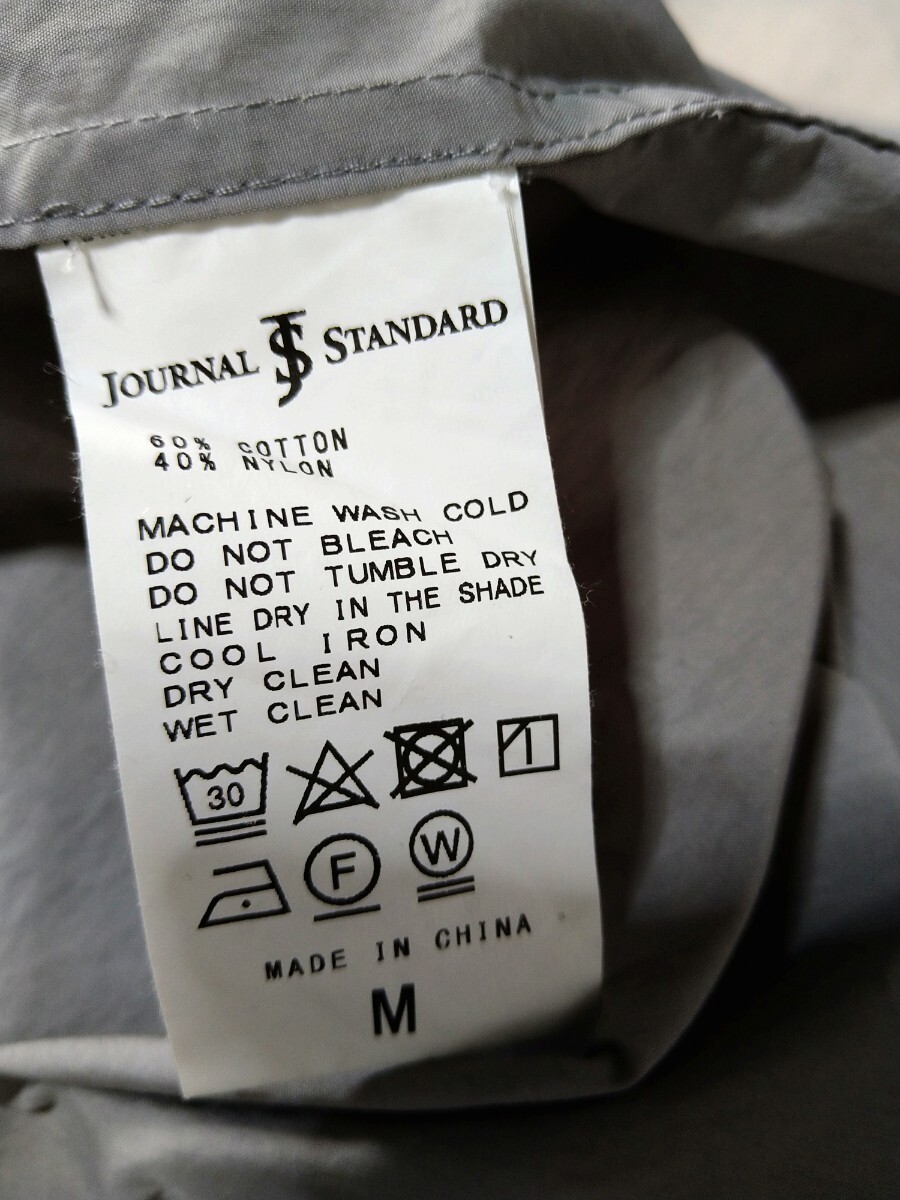 JOURNAL JS STANDARD
60% COTTON
40% NYLON
MACHINE WASH COLD
DO NOT BLEACH
DO NOT TUMBLE DRY
LINE DRY IN THE SHADE
COOL IRON
DRY CLEAN
WET CLEAN
30
F W
MADE IN CHINA
M